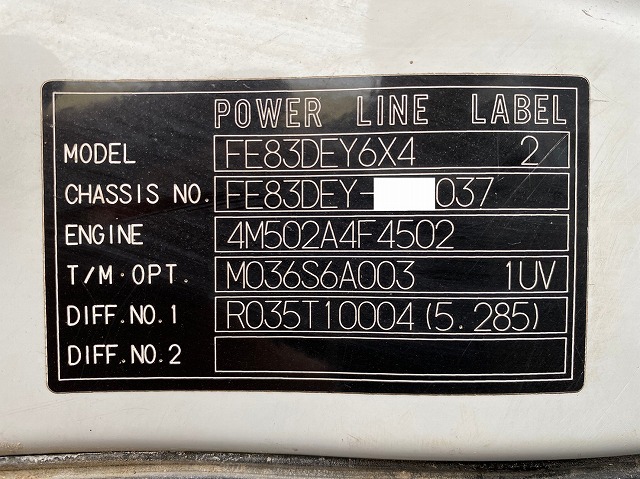 POWER LINE LABEL
MODEL FE83DEY6X4 2
CHASSIS NO. FE83DEY- 037
ENGINE 4M502A4F4502
T/M·OPT. M036S6A003 1UV
DIFF.NO.1 R035T10004(5.285)
DIFF.NO.2